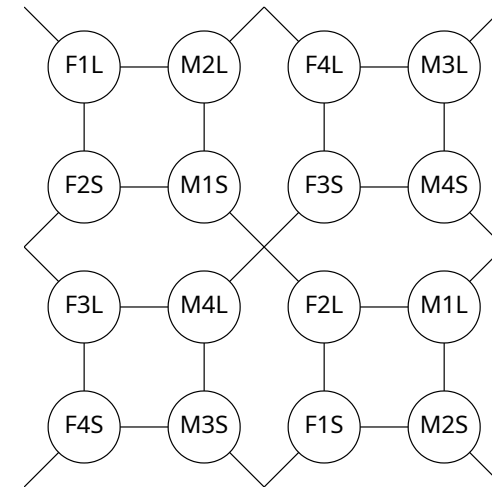 F1L M2L F4L M3L
F2S M1S F3S M4S
F3L M4L F2L M1L
F4S M3S F1S M2S